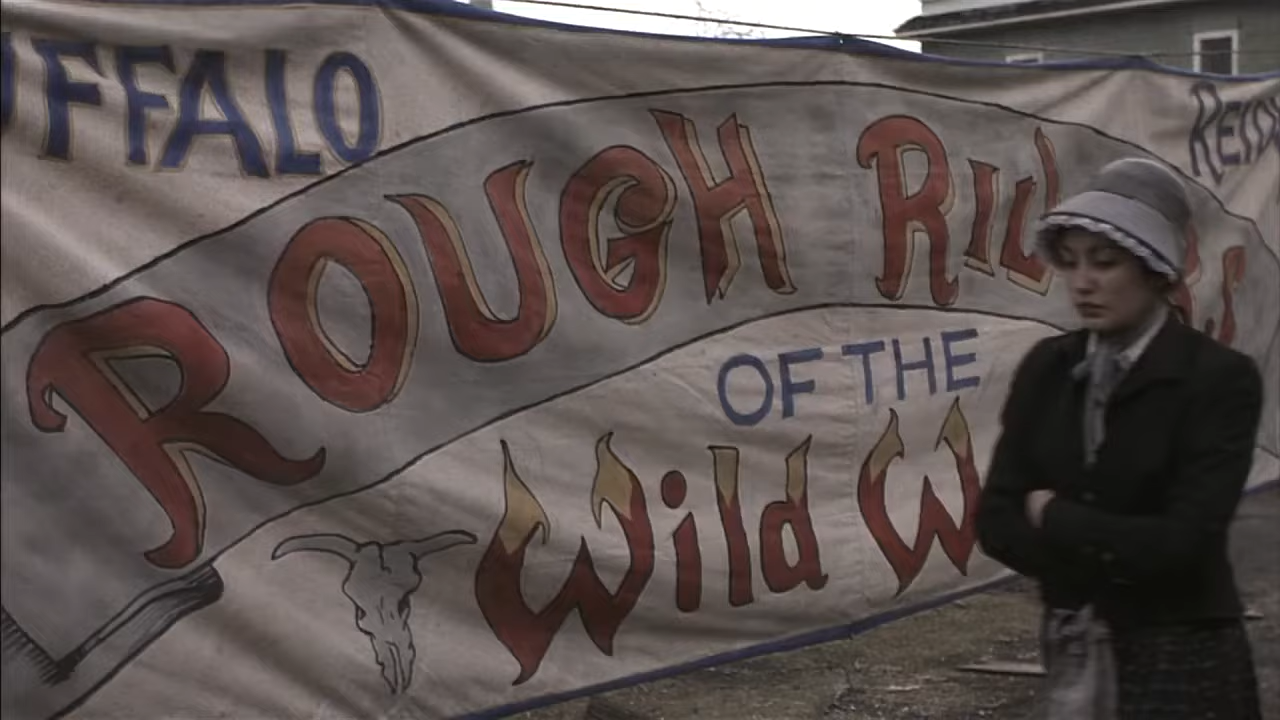 UFFALO
ROUGH RI
OF THE
Wild W